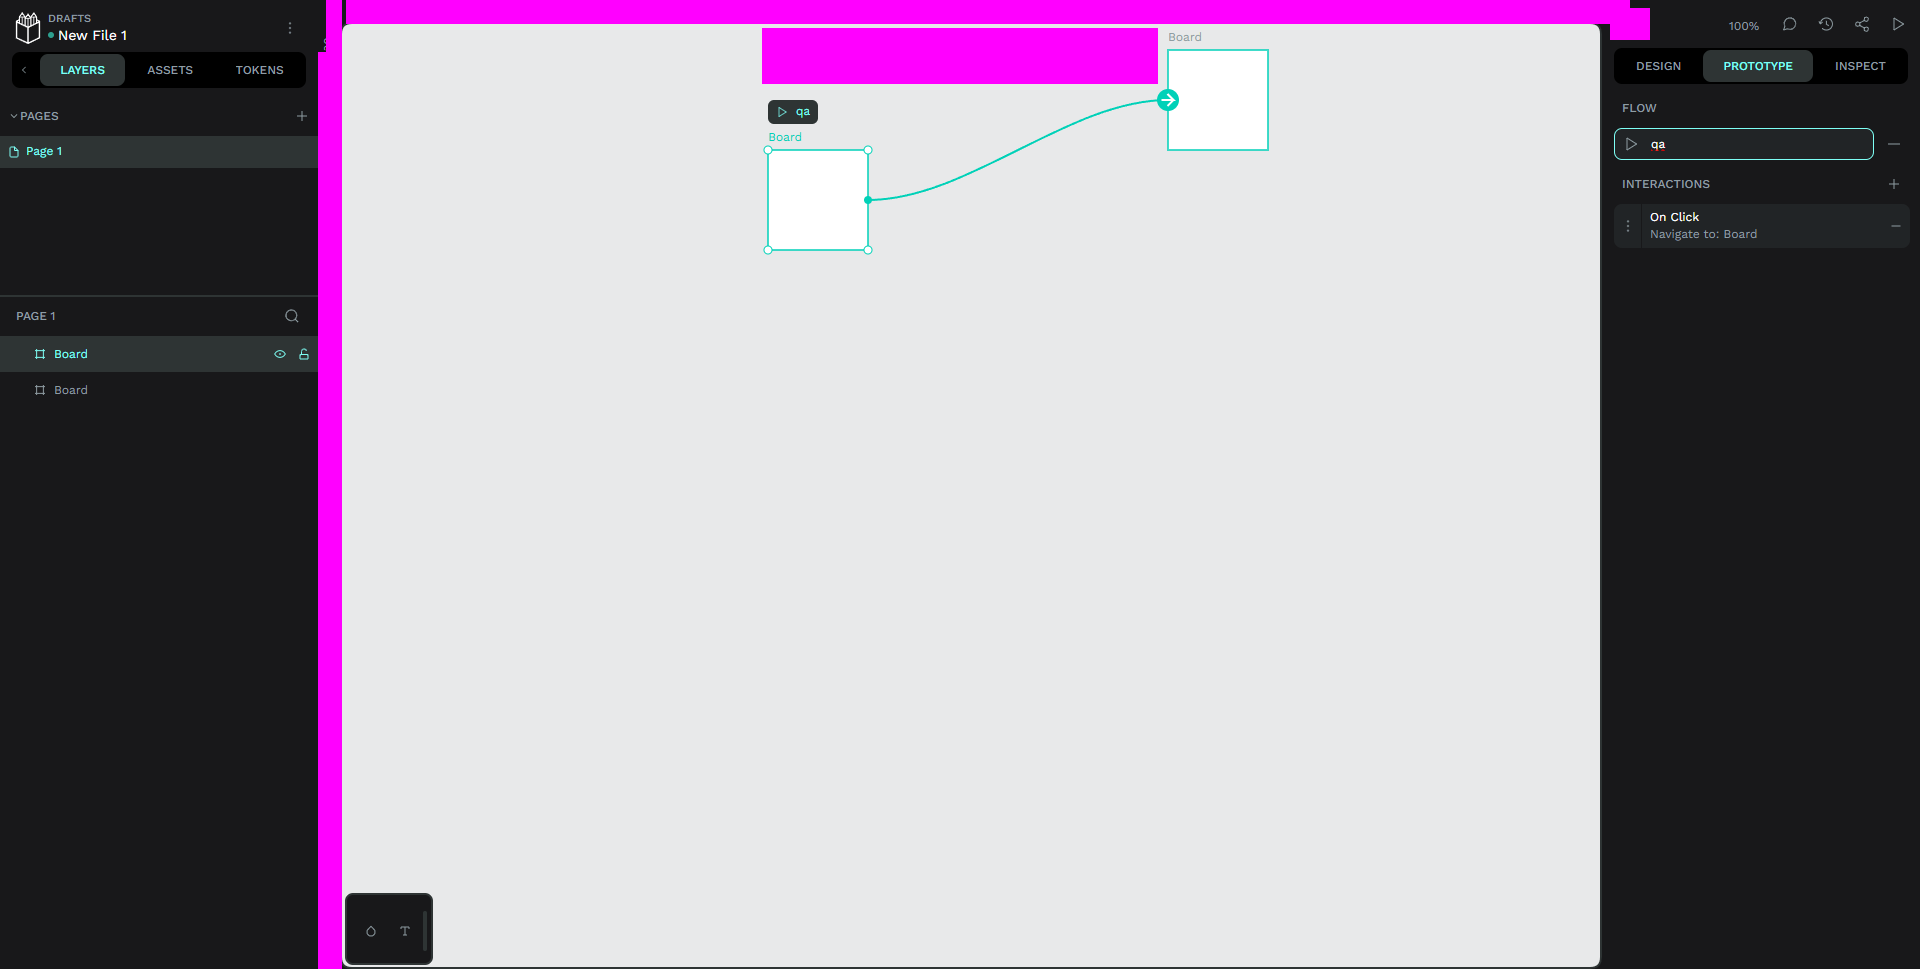 DRAFTS
New File 1
LAYERS
ASSETS
TOKENS
PAGES
Page 1
PAGE 1
Board
Board
Board
qa
Board
100%
DESIGN
PROTOTYPE
INSPECT
FLOW
qa
INTERACTIONS
On Click
Navigate to: Board